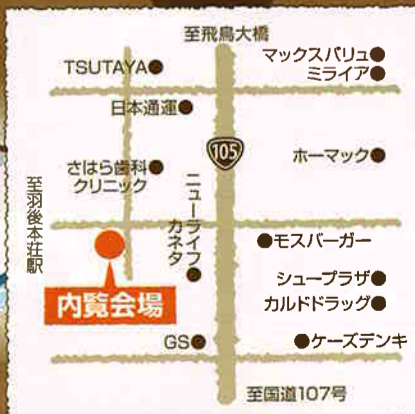 至飛鳥大橋
マックスバリュ
ミライア
TSUTAYA
日本通運
105
ホーマック
さはら歯科
クリニック
至羽後本荘駅
ニューライフ
カネタ
モスバーガー
内覧会場
シュープラザ
カルドドラッグ
GS
ケーズデンキ
至国道107号